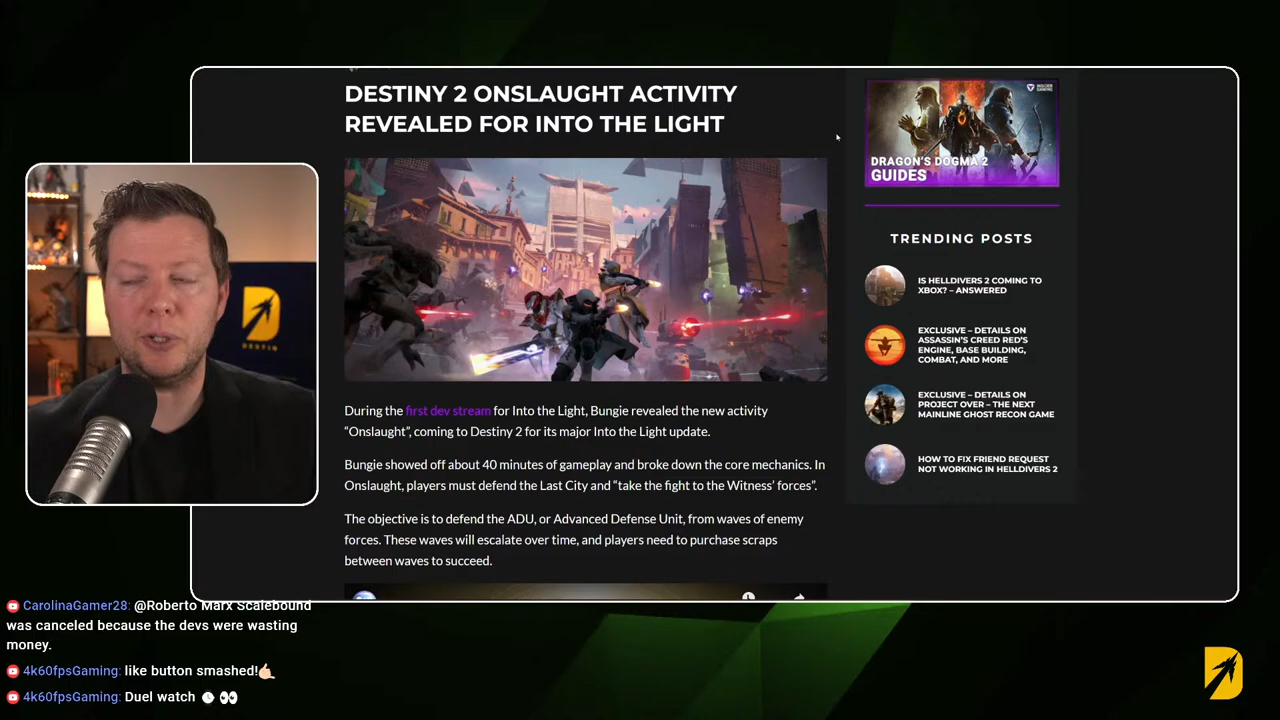 DESTINY 2 ONSLAUGHT ACTIVITY
REVEALED FOR INTO THE LIGHT
During the first dev stream for Into the Light, Bungie revealed the new activity
“Onslaught”, coming to Destiny 2 for its major Into the Light update.
Bungie showed off about 40 minutes of gameplay and broke down the core mechanics. In
Onslaught, players must defend the Last City and “take the fight to the Witness’ forces”.
The objective is to defend the ADU, or Advanced Defense Unit, from waves of enemy
forces. These waves will escalate over time, and players need to purchase scraps
between waves to succeed.
DRAGON'S DOGMA 2
GUIDES
TRENDING POSTS
IS HELLDIVERS 2 COMING TO
XBOX? – ANSWERED
EXCLUSIVE – DETAILS ON
ASSASSIN’S CREED RED’S
ENGINE, BASE BUILDING,
COMBAT, AND MORE
EXCLUSIVE – DETAILS ON
PROJECT OVER – THE NEXT
MAINLINE GHOST RECON GAME
HOW TO FIX FRIEND REQUEST
NOT WORKING IN HELLDIVERS 2
DESTIN
CarolinaGamer28: @Roberto Marx Scalebound
was canceled because the devs were wasting
money.
4k60fpsGaming: like button smashed!🤙🏻
4k60fpsGaming: Duel watch 🕒 👀